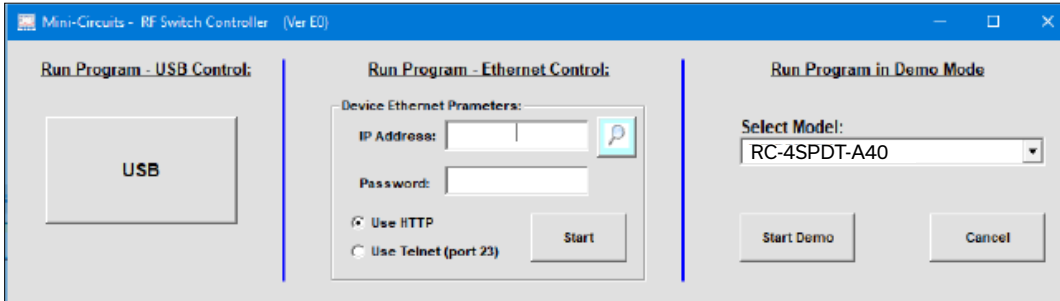 Mini-Circuits - RF Switch Controller (Ver E0)
Run Program - USB Control:
USB
Run Program - Ethernet Control:
Device Ethernet Prameters:
IP Address:
Password:
Use HTTP
Use Telnet (port 23)
Start
Run Program in Demo Mode
Select Model:
RC-4SPDT-A40
Start Demo
Cancel